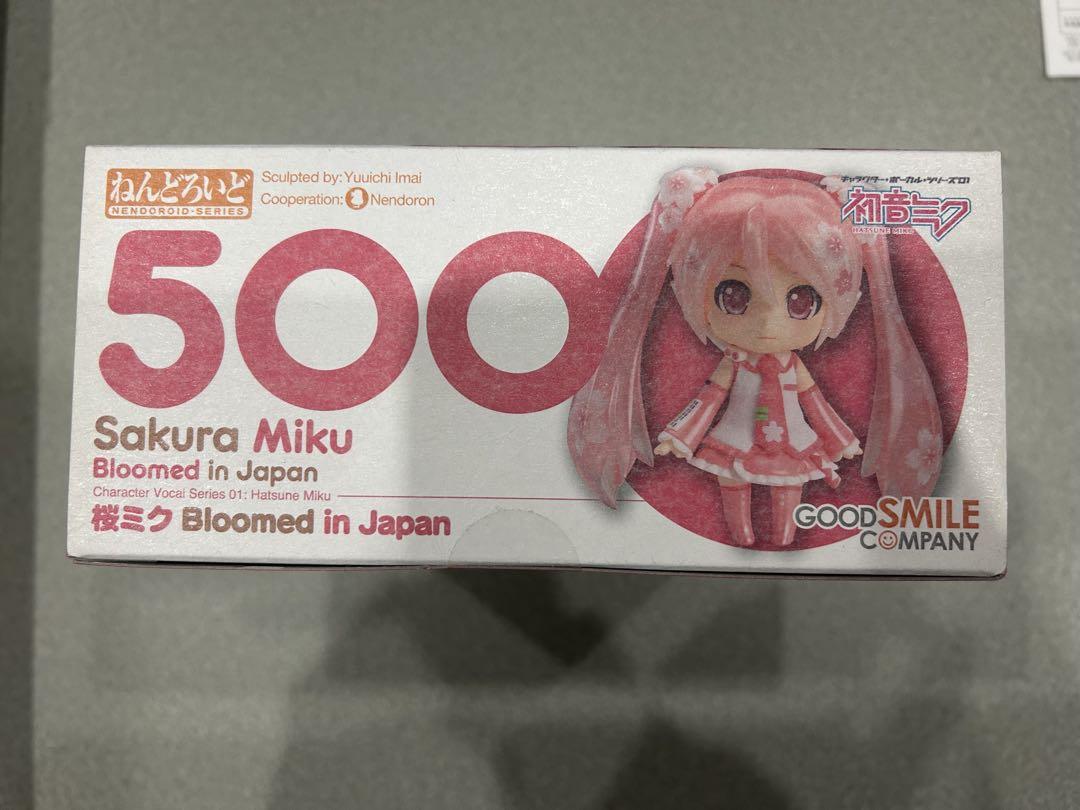 ねんどろいど
NENDOROID·SERIES
Sculpted by: Yuuichi Imai
Cooperation: Nendoron
500
Sakura Miku
Bloomed in Japan
Character Vocal Series 01: Hatsune Miku
桜ミク Bloomed in Japan
キャラクター・ボーカル・シリーズ01
初音ミク
HATSUNE MIKU
GOOD SMILE
COMPANY